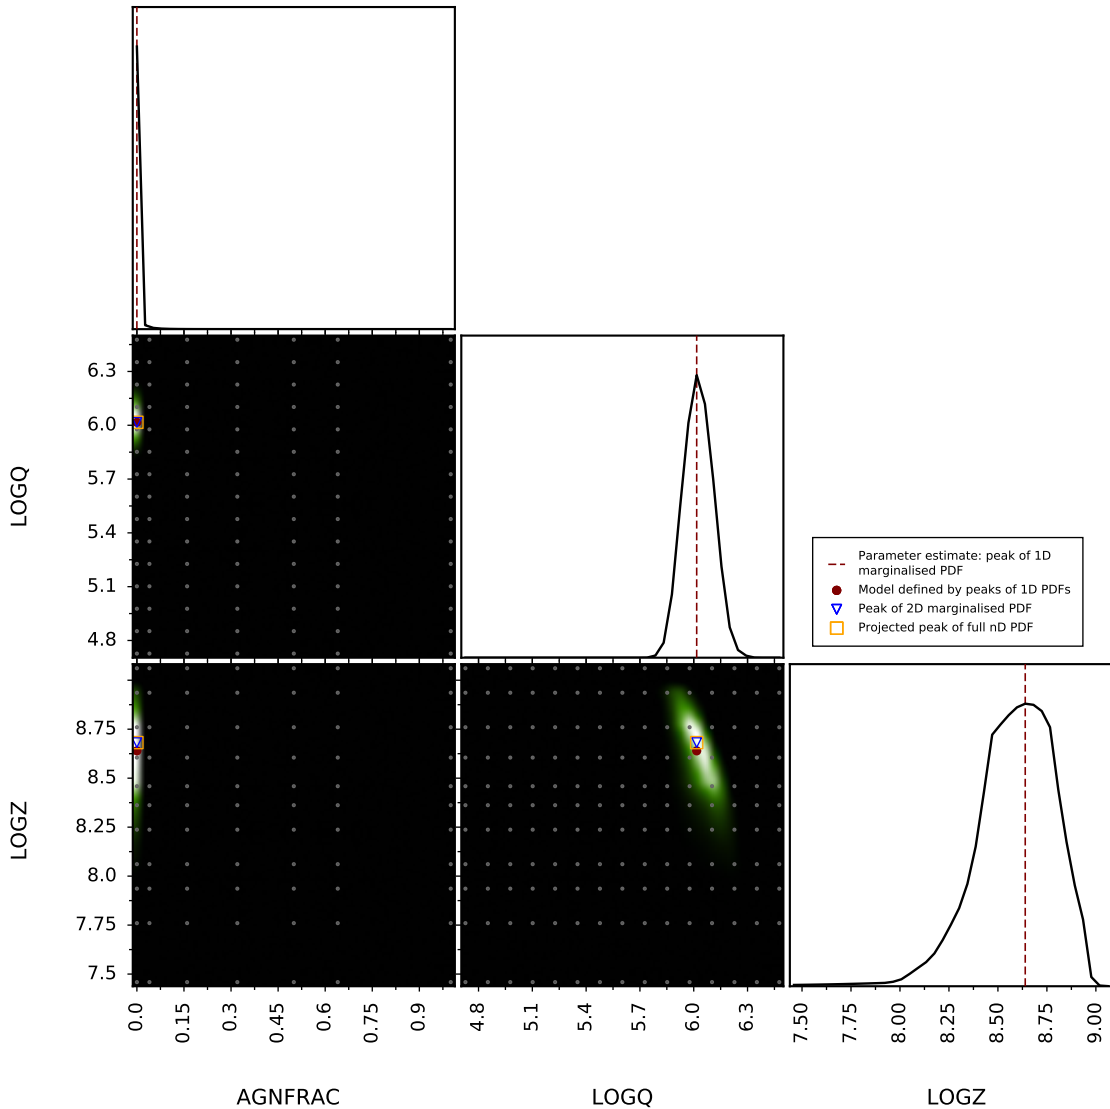 6.3
6.0
5.7
5.4
5.1
4.8
LOGQ
Parameter estimate: peak of 1D
marginalised PDF
Model defined by peaks of 1D PDFs
Peak of 2D marginalised PDF
Projected peak of full nD PDF
8.75
8.5
8.25
8.0
7.75
7.5
LOGZ
0.0 0.15 0.3 0.45 0.6 0.75 0.9
4.8 5.1 5.4 5.7 6.0 6.3
7.50 7.75 8.00 8.25 8.50 8.75 9.00
AGNFRAC LOGQ LOGZ